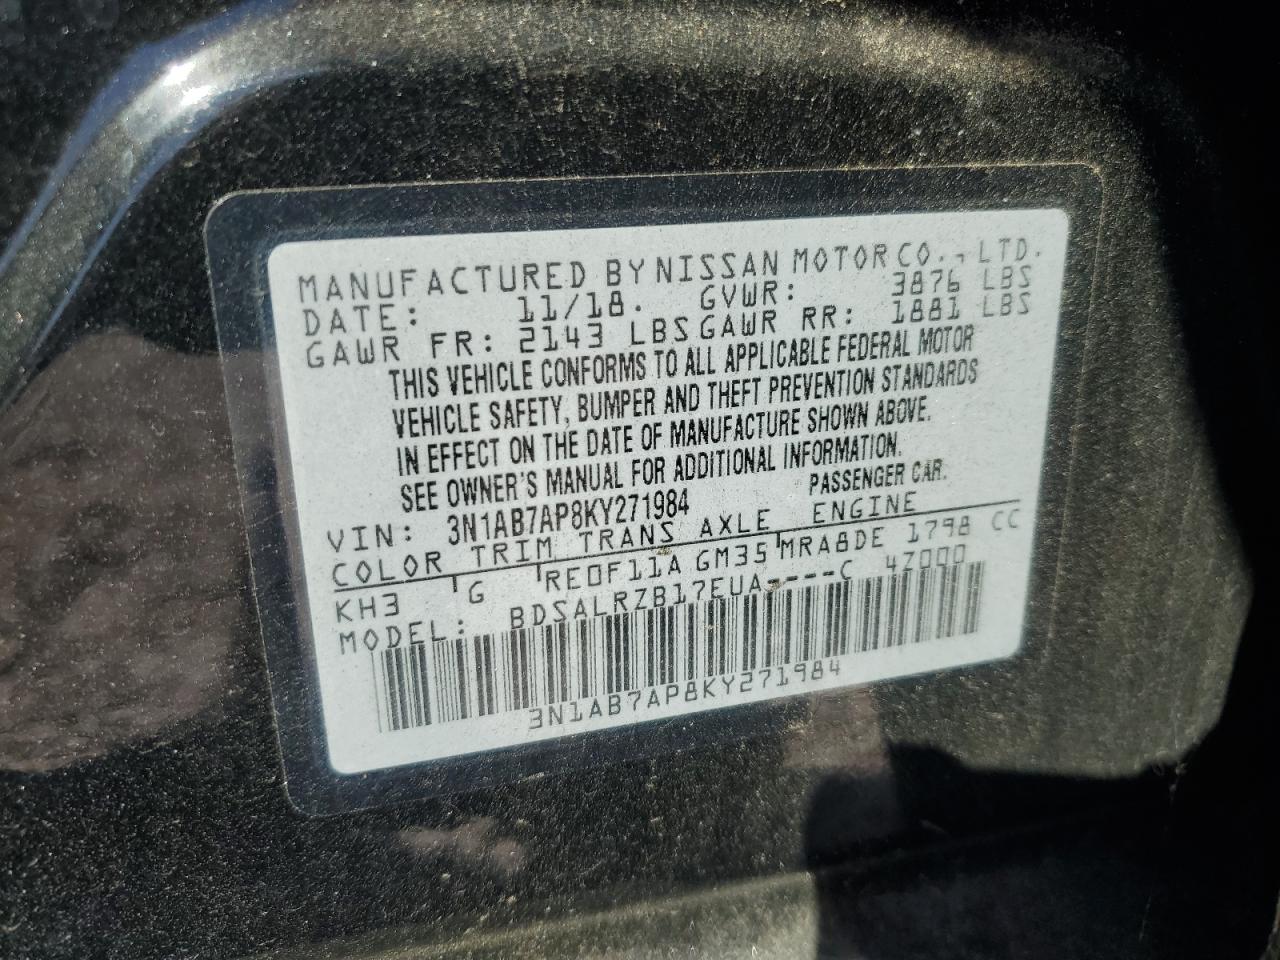 MANUFACTURED BY NISSAN MOTOR CO., LTD.
DATE: 11/18. GVWR: 3876 LBS
GAWR FR: 2143 LBS GAWR RR: 1881 LBS
THIS VEHICLE CONFORMS TO ALL APPLICABLE FEDERAL MOTOR
VEHICLE SAFETY, BUMPER AND THEFT PREVENTION STANDARDS
IN EFFECT ON THE DATE OF MANUFACTURE SHOWN ABOVE.
SEE OWNER'S MANUAL FOR ADDITIONAL INFORMATION.
VIN: 3N1AB7AP8KY271984 PASSENGER CAR.
COLOR TRIM TRANS AXLE ENGINE
KH3 G RE0F11A GM35 MRA8DE 1798 CC
MODEL: BDSALRZB17EUA----C 4Z000
3N1AB7AP8KY271984